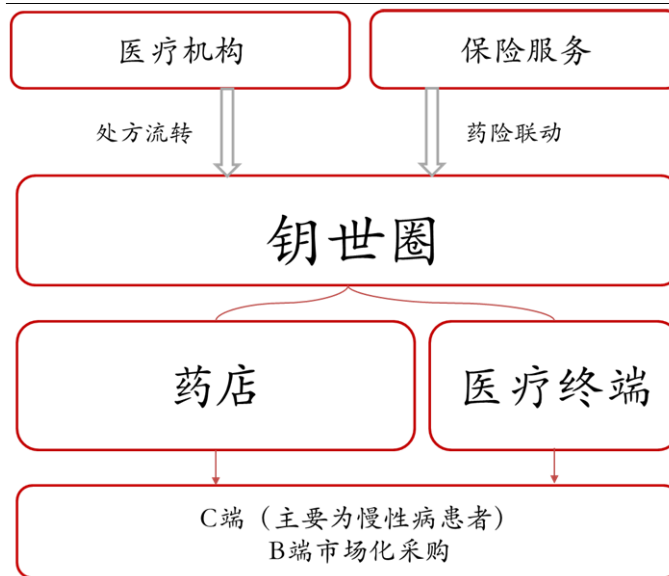 医疗机构
保险服务
处方流转
药险联动
钥世圈
药店
医疗终端
C端（主要为慢性病患者）
B端市场化采购